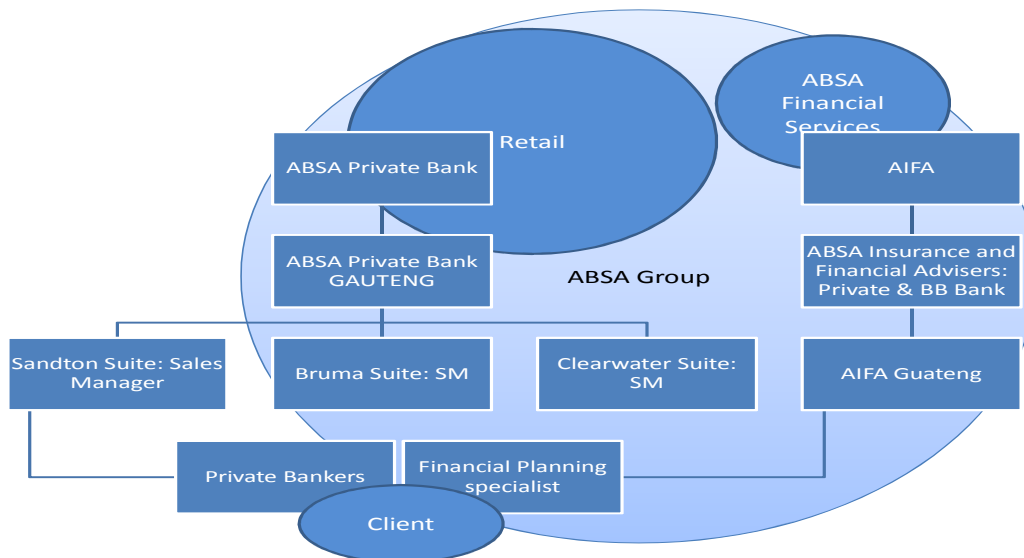 ABSA
Financial
Services
Retail
ABSA Private Bank
AIFA
ABSA Private Bank
GAUTENG
ABSA Group
ABSA Insurance and
Financial Advisers:
Private & BB Bank
Sandton Suite: Sales
Manager
Bruma Suite: SM
Clearwater Suite:
SM
AIFA Guateng
Private Bankers
Financial Planning
specialist
Client